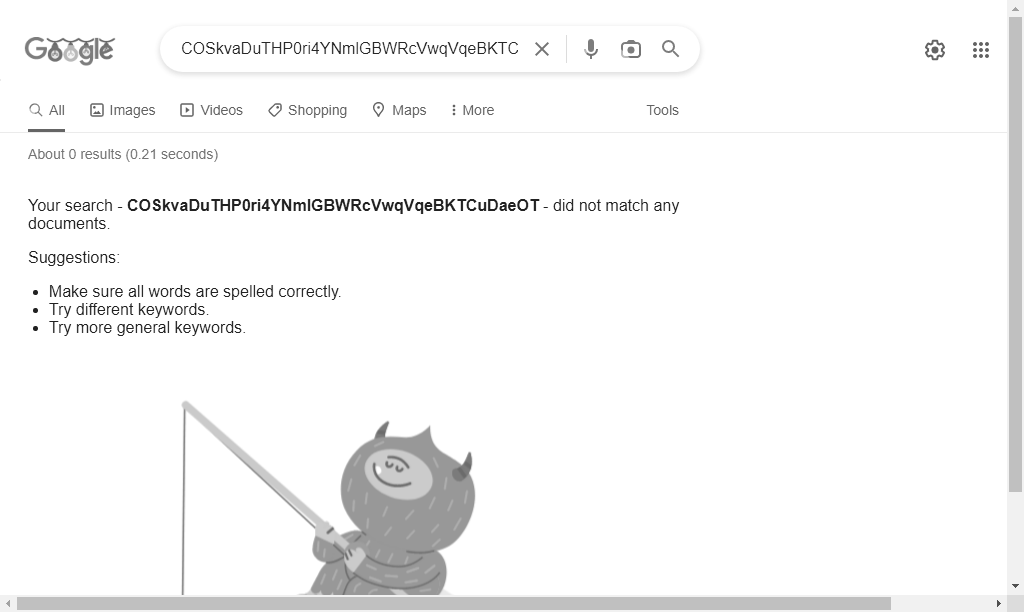 Google
COSkvaDuTHP0ri4YNmlGBWRcVwqVqeBKTC
All Images Videos Shopping Maps More Tools
About 0 results (0.21 seconds)
Your search - COSkvaDuTHP0ri4YNmlGBWRcVwqVqeBKTCuDaeOT - did not match any
documents.
Suggestions:
Make sure all words are spelled correctly.
Try different keywords.
Try more general keywords.